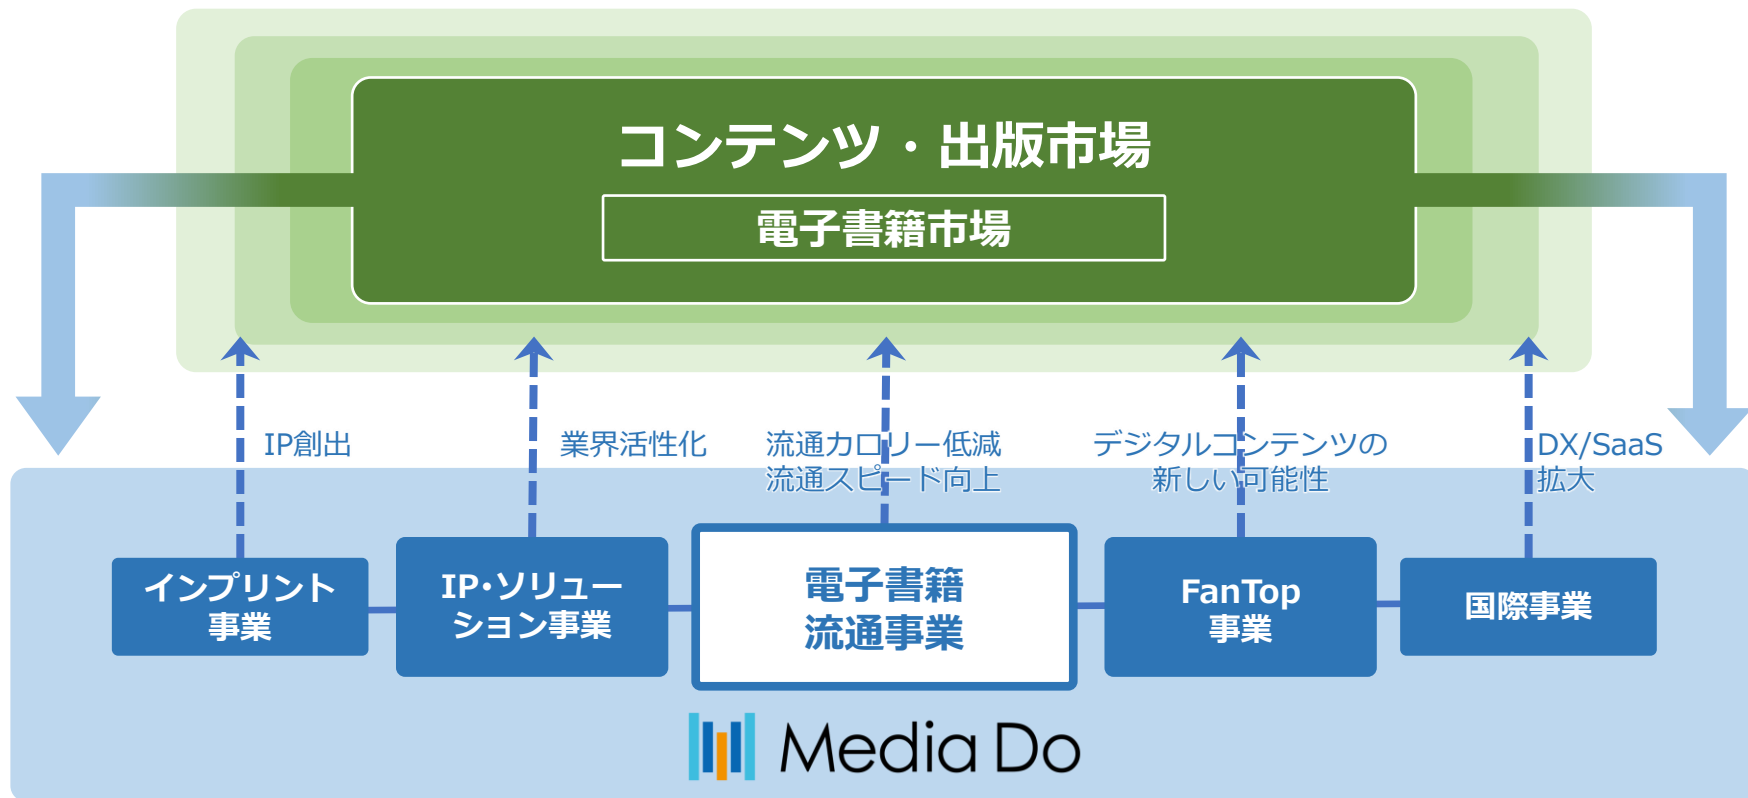 コンテンツ・出版市場
電子書籍市場
IP創出
業界活性化
流通カロリー低減
流通スピード向上
デジタルコンテンツの
新しい可能性
DX/SaaS
拡大
インプリント
事業
IP・ソリュー
ション事業
電子書籍
流通事業
FanTop
事業
国際事業
Media Do